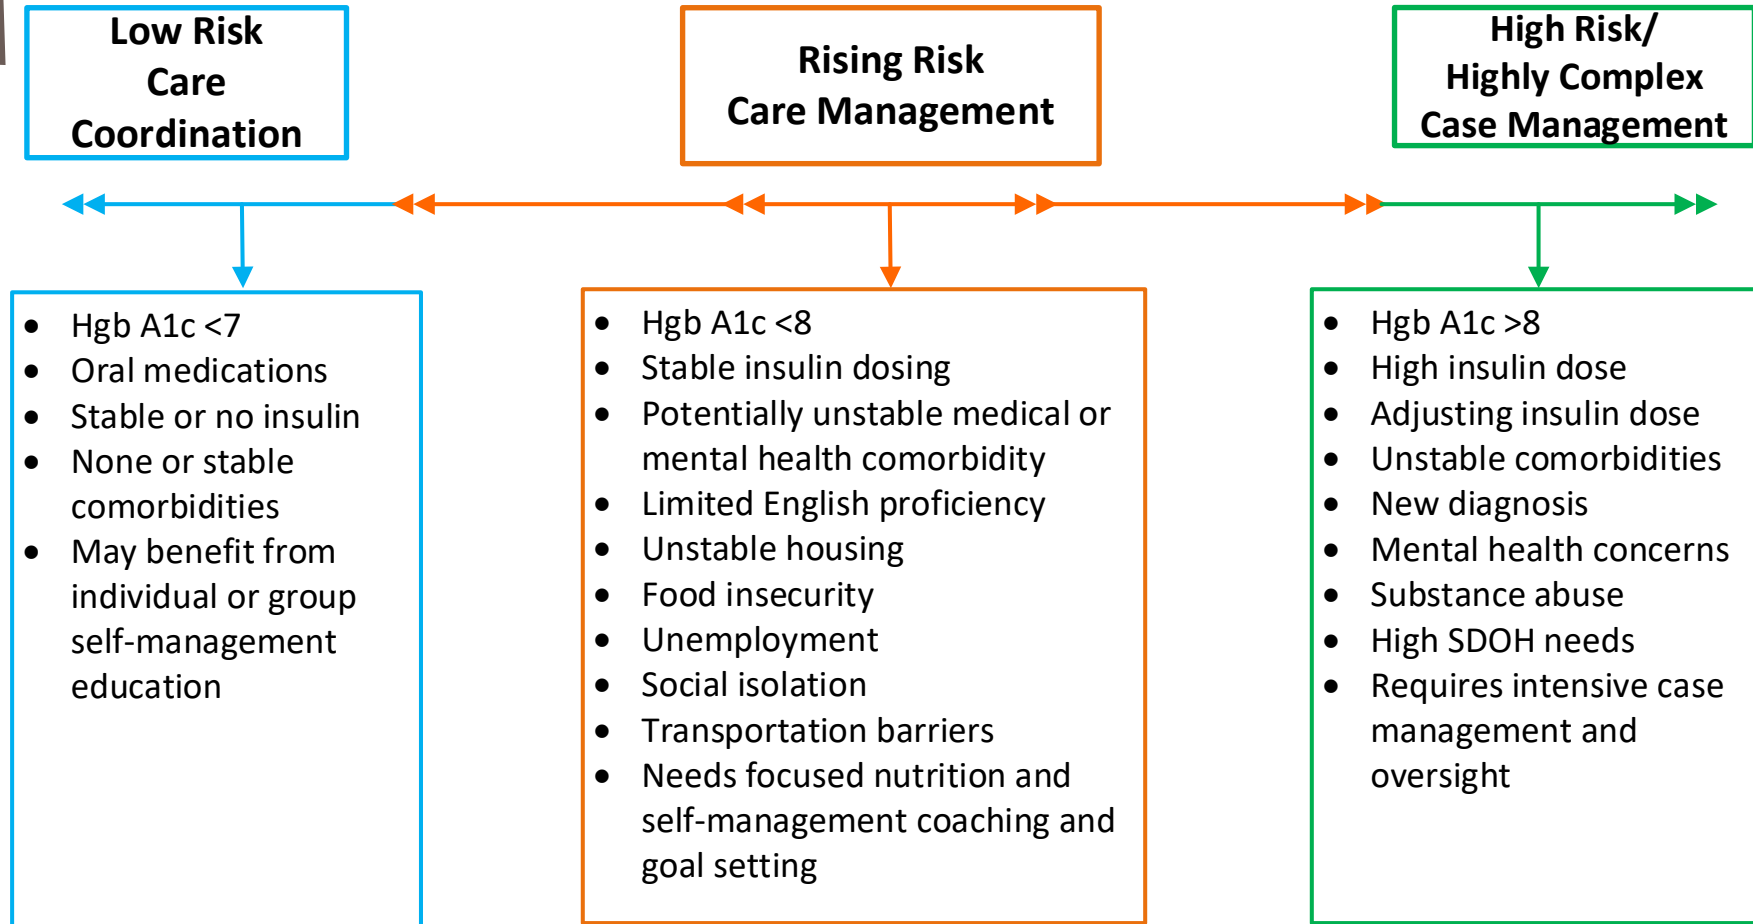 Low Risk
Care
Coordination
Rising Risk
Care Management
High Risk/
Highly Complex
Case Management
• Hgb A1c <7
• Oral medications
• Stable or no insulin
• None or stable
comorbidities
• May benefit from
individual or group
self-management
education
• Hgb A1c <8
• Stable insulin dosing
• Potentially unstable medical or
mental health comorbidity
• Limited English proficiency
• Unstable housing
• Food insecurity
• Unemployment
• Social isolation
• Transportation barriers
• Needs focused nutrition and
self-management coaching and
goal setting
• Hgb A1c >8
• High insulin dose
• Adjusting insulin dose
• Unstable comorbidities
• New diagnosis
• Mental health concerns
• Substance abuse
• High SDOH needs
• Requires intensive case
management and
oversight